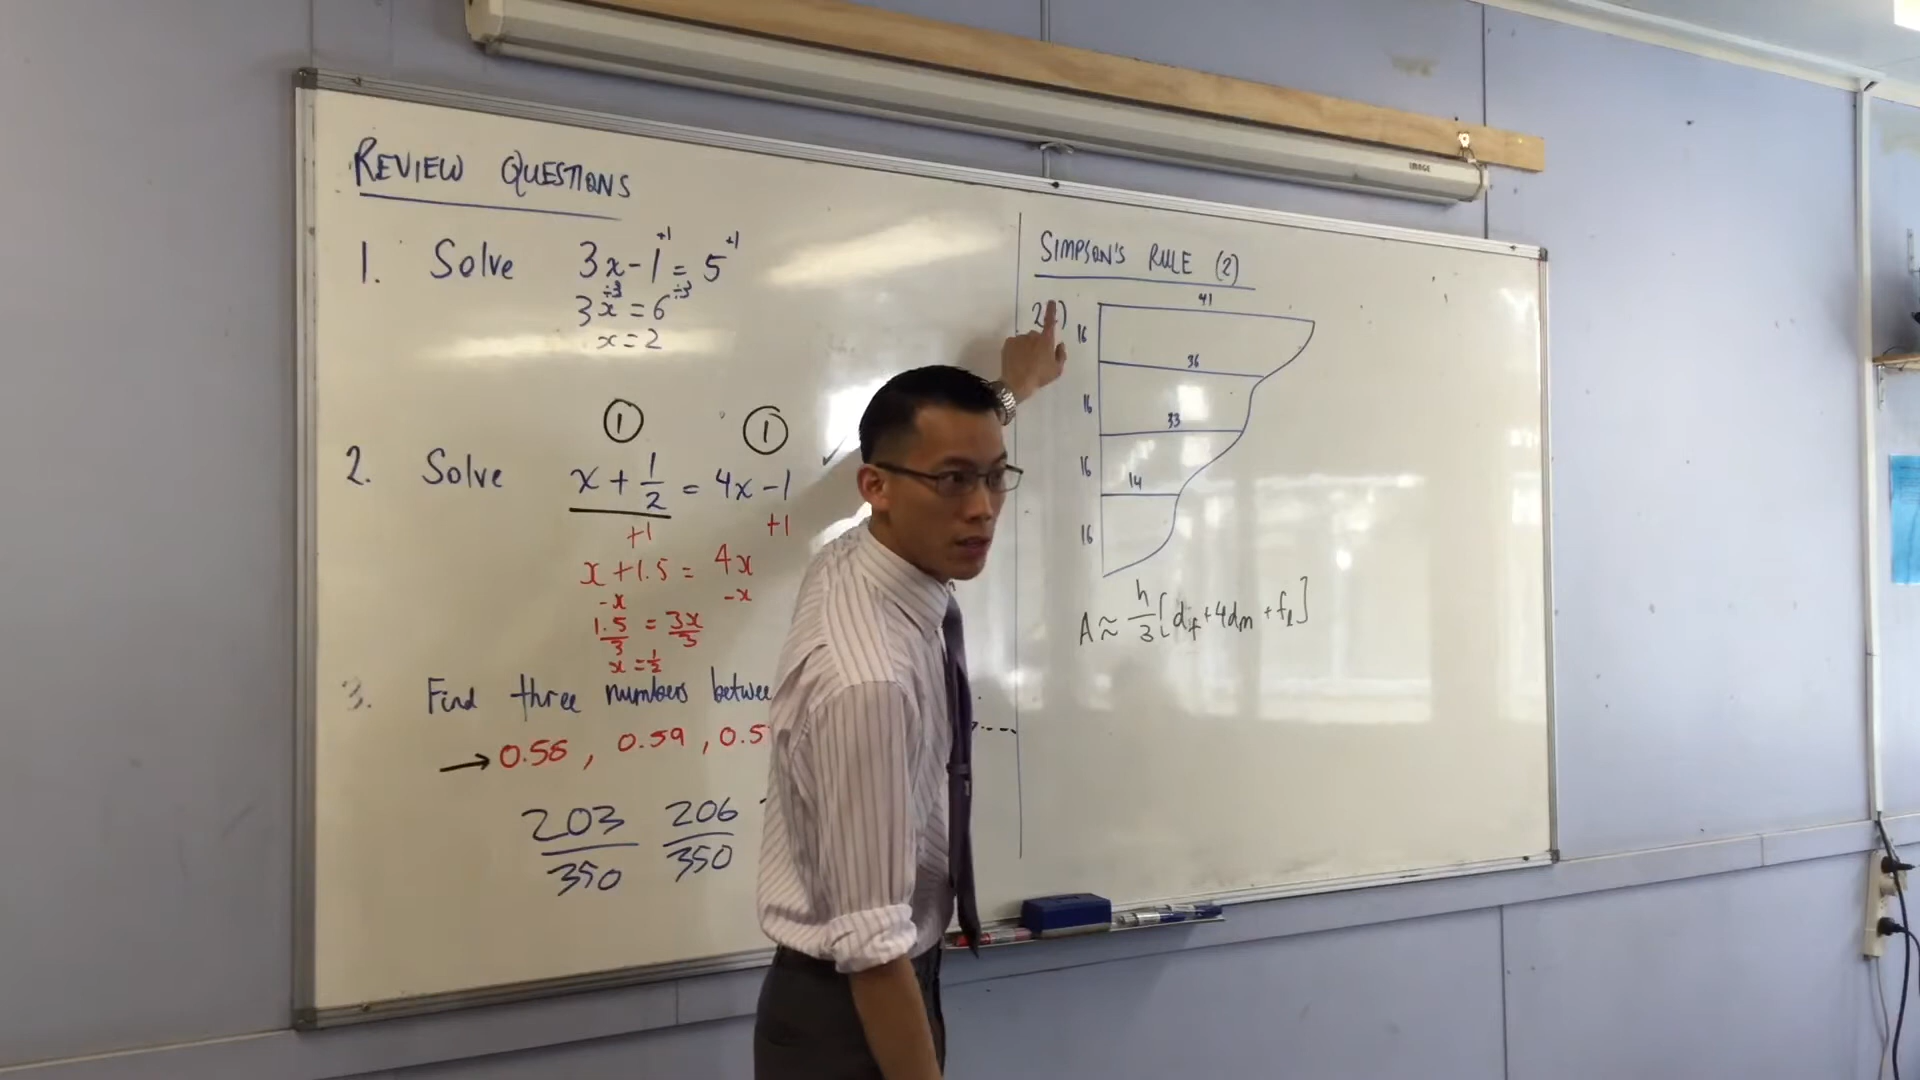 IMAGE
REVIEW QUESTIONS
1. Solve 3x-1 = 5
+1 +1
÷3 ÷3
3x = 6
x = 2
① ①
2. Solve x + 1/2 = 4x - 1
+1 +1
x + 1.5 = 4x
-x -x
1.5/3 = 3x/3
x = 1/2
3. Find three numbers
→ 0.58, 0.59,
203/350 206/350
SIMPSON'S RULE (2)
41
16
36
16
33
16
14
16
A ≈ h/3 [df + 4dm + fl]